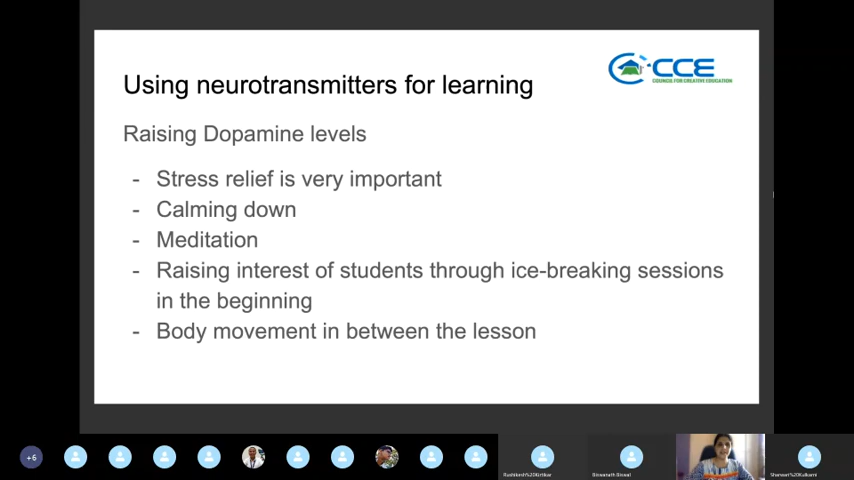 Using neurotransmitters for learning
CCE
COUNCIL FOR CREATIVE EDUCATION
Raising Dopamine levels
- Stress relief is very important
- Calming down
- Meditation
- Raising interest of students through ice-breaking sessions
in the beginning
- Body movement in between the lesson
+6
Biswanath Biswal